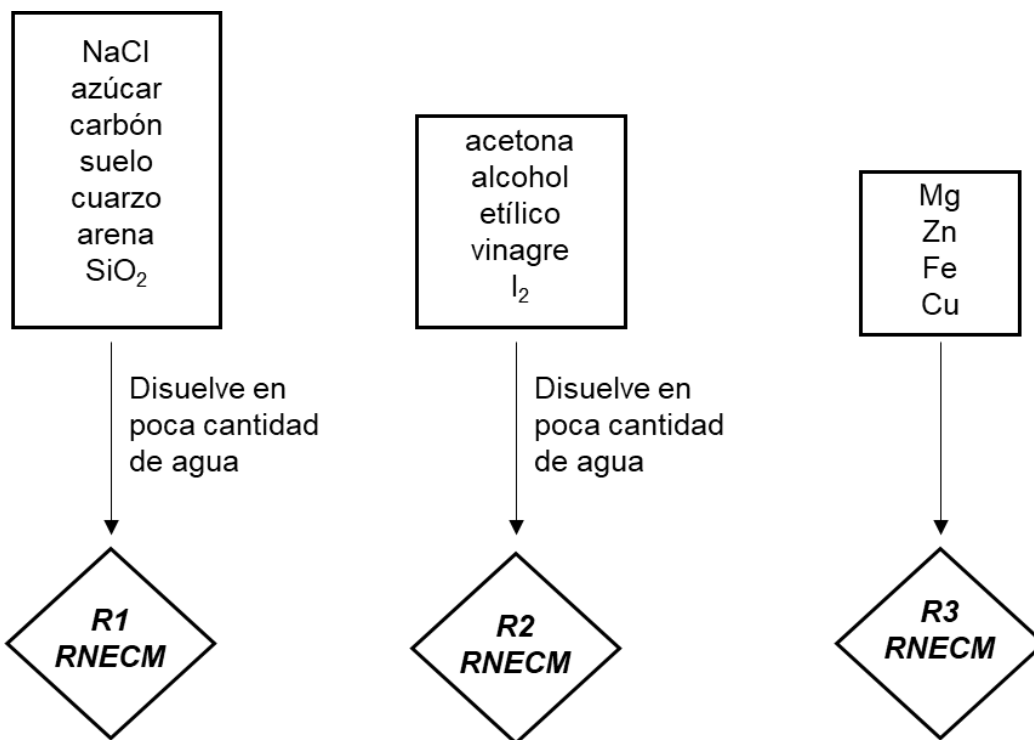 NaCl
azúcar
carbón
suelo
cuarzo
arena
SiO₂
Disuelve en
poca cantidad
de agua
R1
RNECM
acetona
alcohol
etílico
vinagre
I₂
Disuelve en
poca cantidad
de agua
R2
RNECM
Mg
Zn
Fe
Cu
R3
RNECM